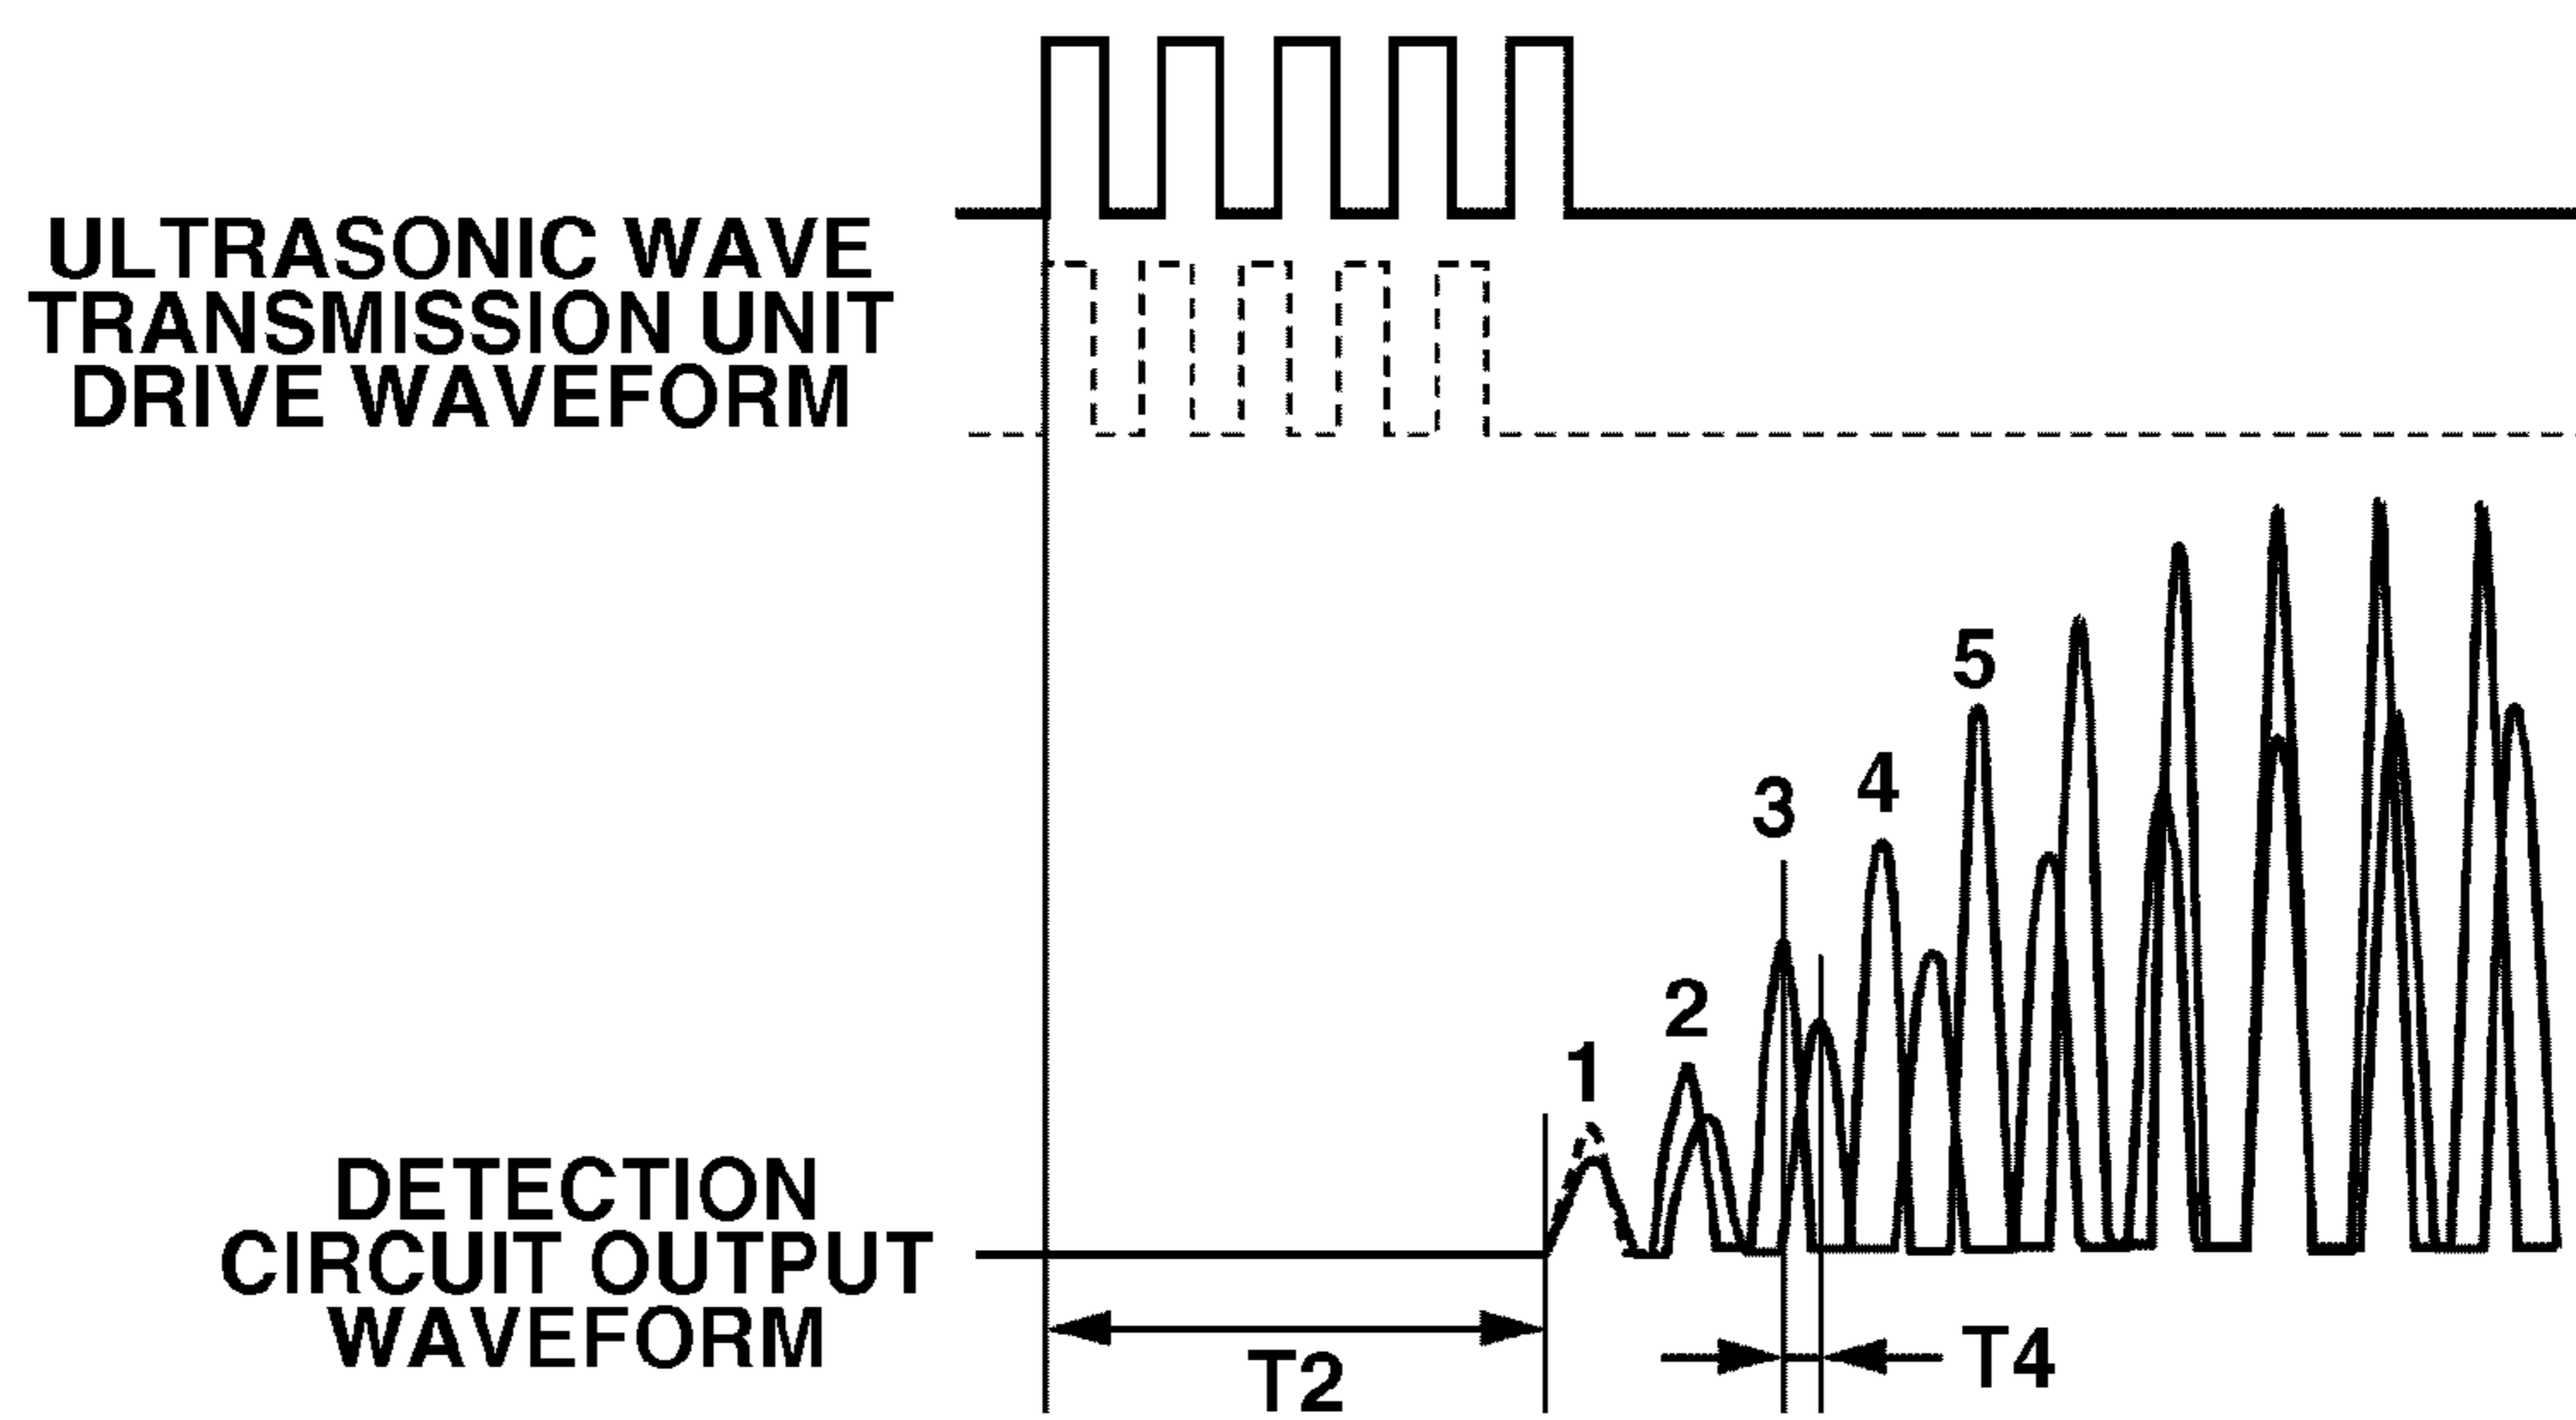 ULTRASONIC WAVE
TRANSMISSION UNIT
DRIVE WAVEFORM
5
4
3
2
1
DETECTION
CIRCUIT OUTPUT
WAVEFORM
T2
T4